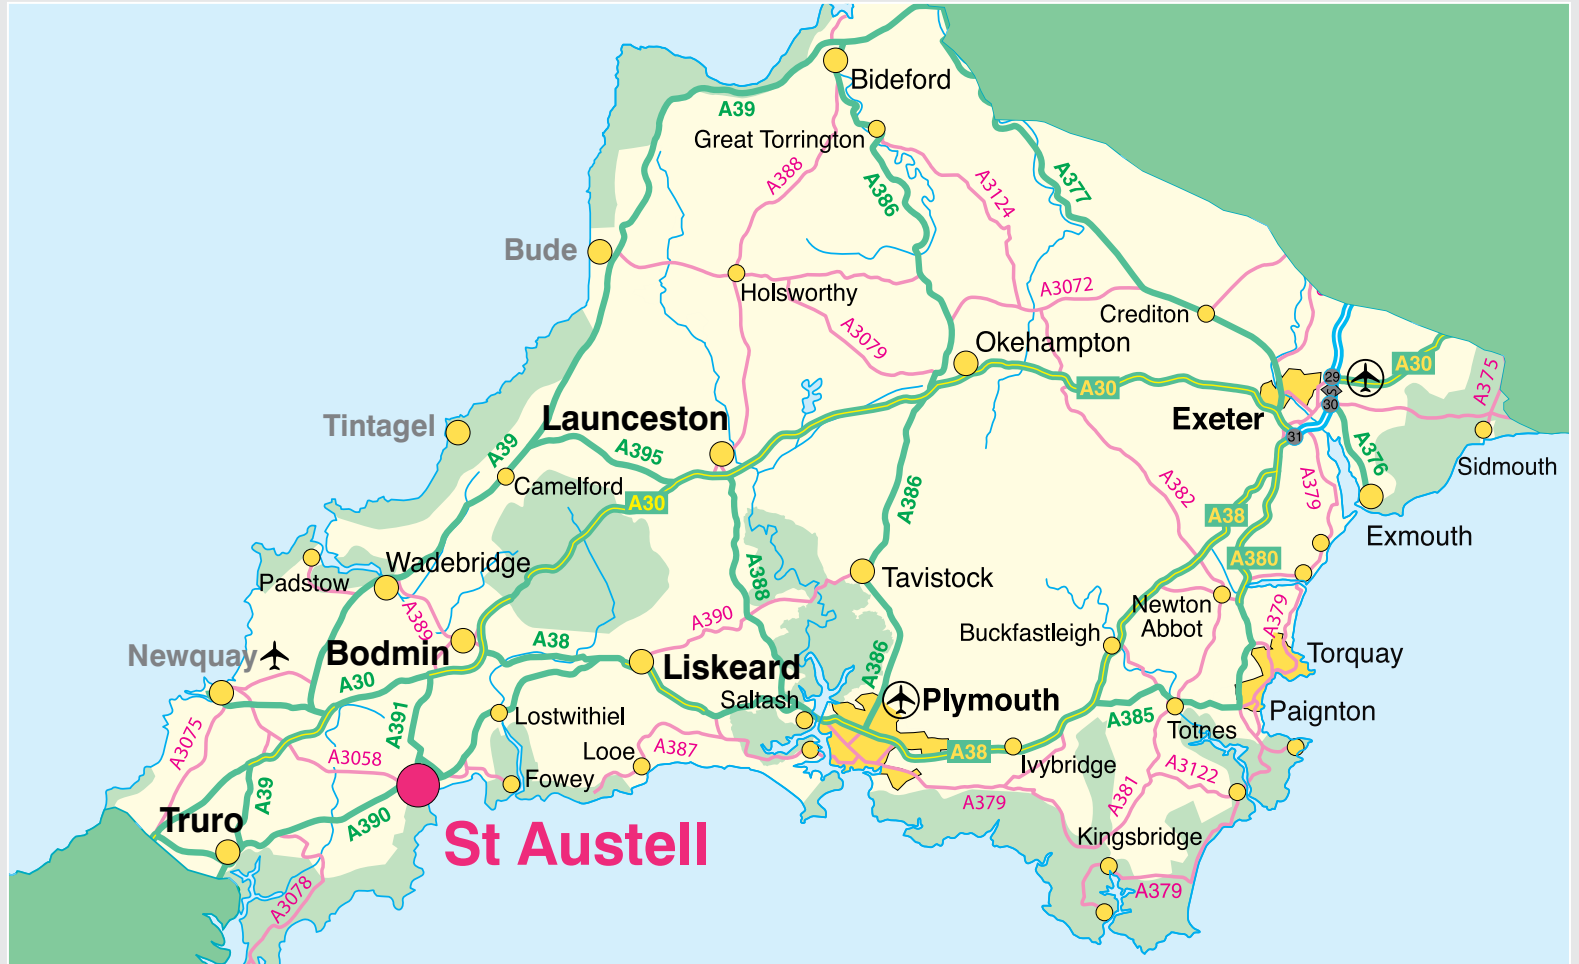 Bideford
A39
Great Torrington
A388
A386
A3124
A377
Bude
Holsworthy
A3072
Crediton
A3079
Okehampton
A30
A30
29
30
A375
Launceston
Exeter
31
Tintagel
A39
A395
A376
Sidmouth
Camelford
A30
A386
A382
A379
A38
Exmouth
Wadebridge
Padstow
A388
Tavistock
A380
A389
A390
Newton
Abbot
A379
Buckfastleigh
Newquay
Bodmin
A38
Liskeard
A386
Torquay
A30
Saltash
Plymouth
A385
Paignton
A391
Lostwithiel
Totnes
A3075
A3058
Looe
A387
A38
Ivybridge
A3122
Fowey
A39
A381
A379
Truro
A390
St Austell
Kingsbridge
A3078
A379